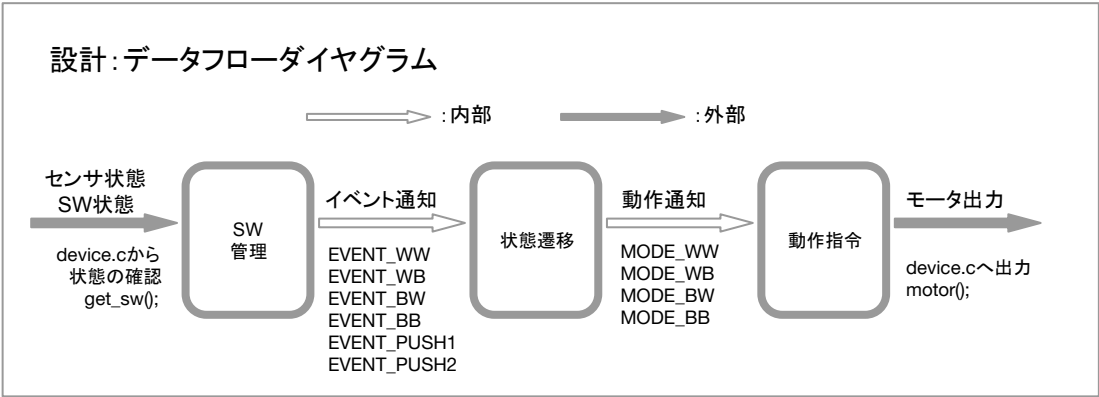 設計:データフローダイヤグラム
:内部
:外部
センサ状態
SW状態
device.cから
状態の確認
get_sw();
SW
管理
イベント通知
EVENT_WW
EVENT_WB
EVENT_BW
EVENT_BB
EVENT_PUSH1
EVENT_PUSH2
状態遷移
動作通知
MODE_WW
MODE_WB
MODE_BW
MODE_BB
動作指令
モータ出力
device.cへ出力
motor();